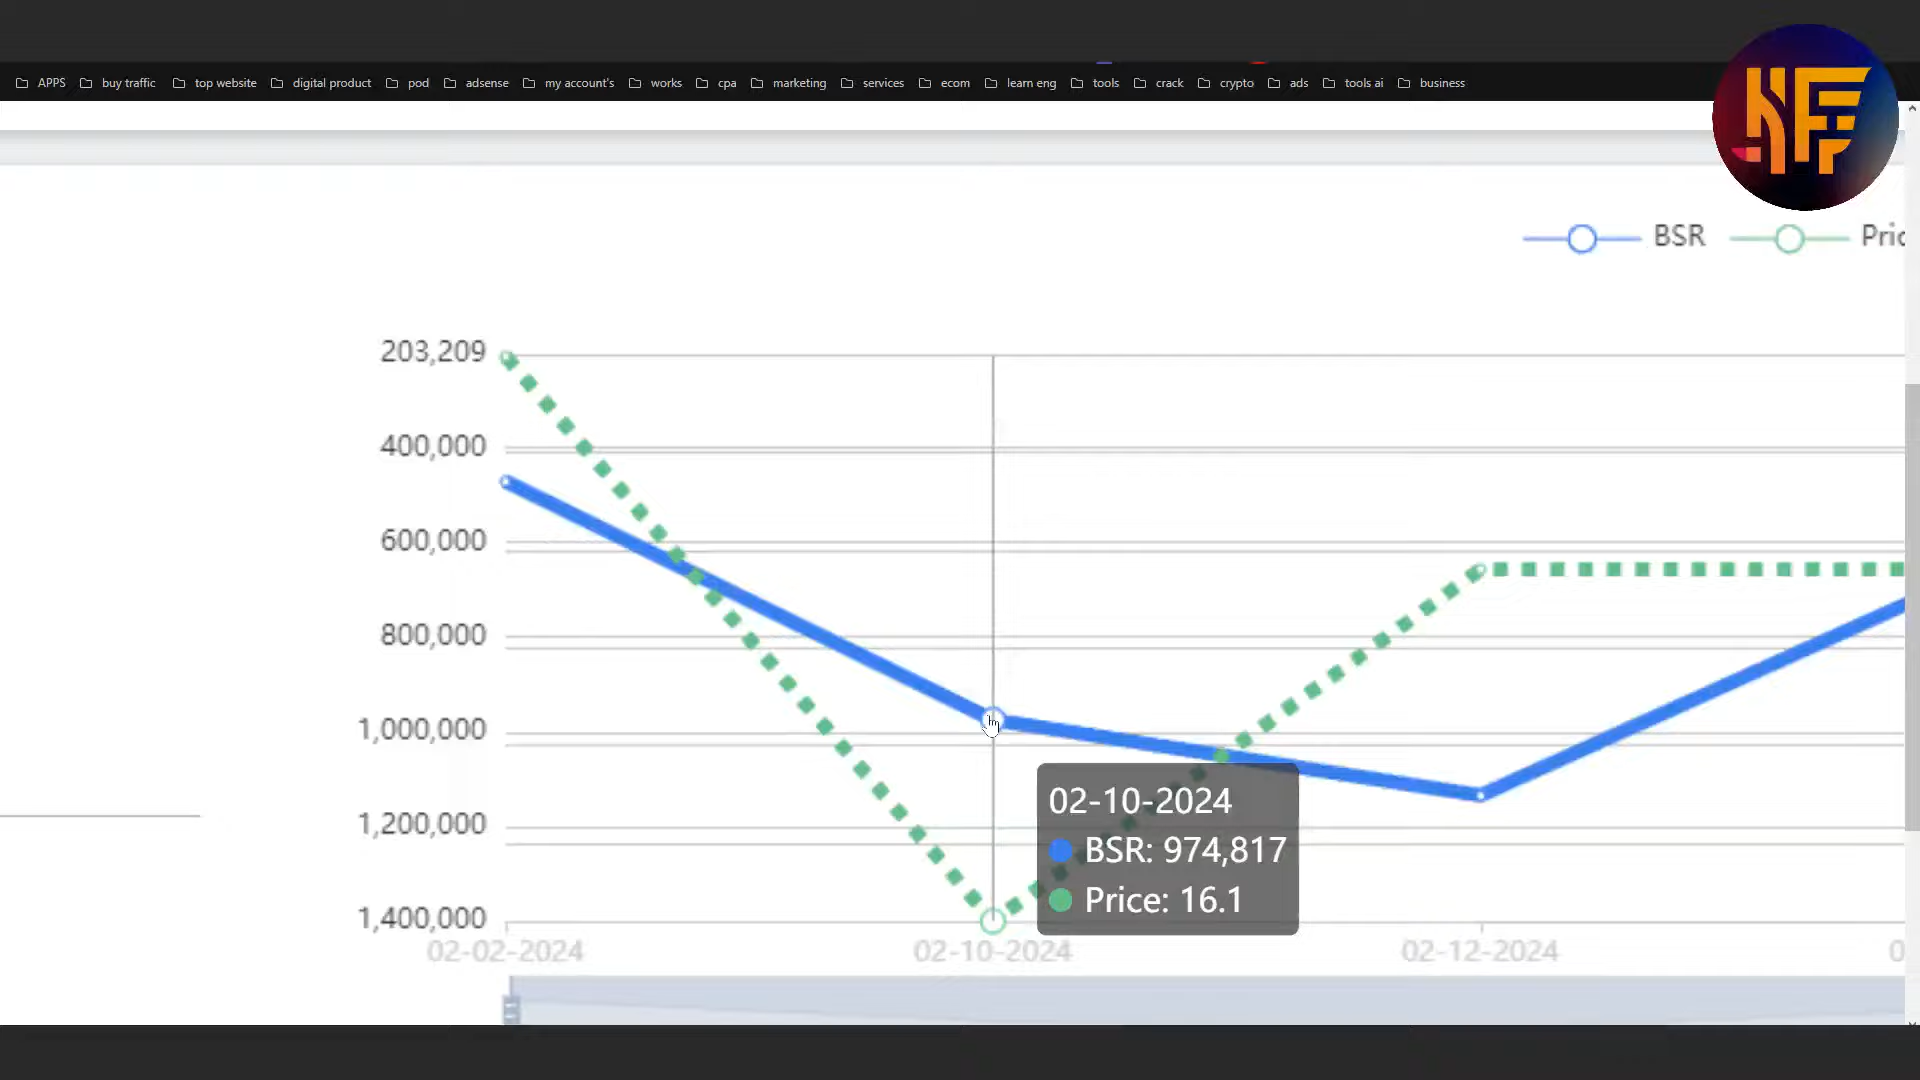 APPS buy traffic top website digital product pod adsense my account's works cpa marketing services ecom learn eng tools crack crypto ads tools ai business
BSR Pric
203,209
400,000
600,000
800,000
1,000,000
1,200,000
1,400,000
02-10-2024
BSR: 974,817
Price: 16.1
02-02-2024 02-10-2024 02-12-2024 0